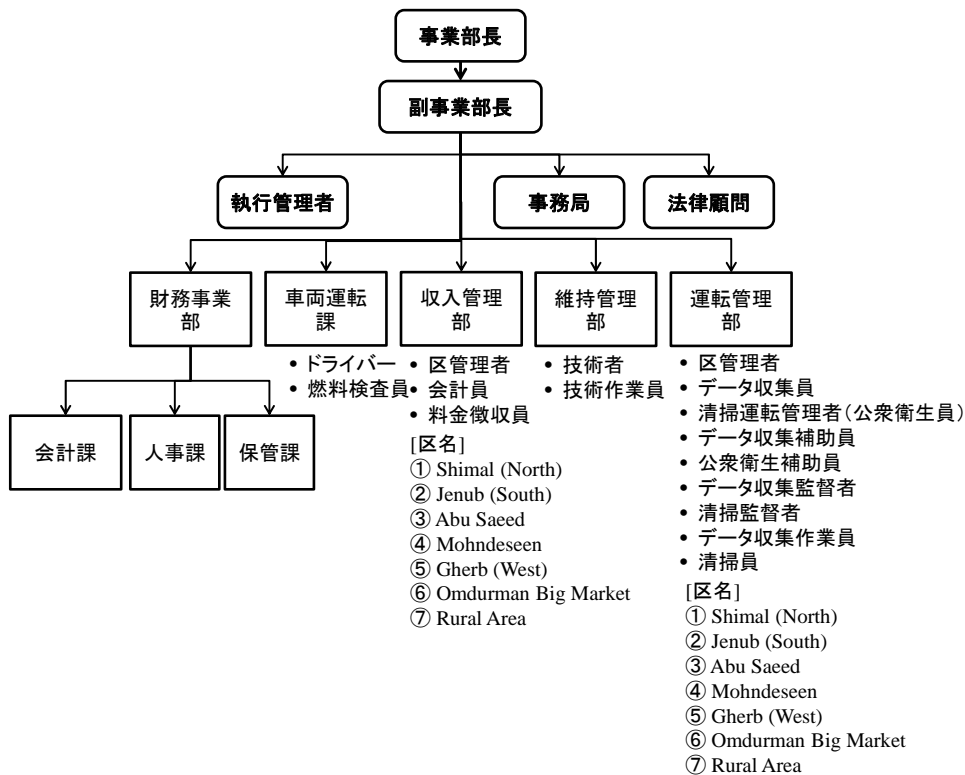 事業部長
副事業部長
執行管理者
事務局
法律顧問
財務事業
部
車両運転
課
収入管理
部
維持管理
部
運転管理
部
会計課
人事課
保管課
• ドライバー
• 燃料検査員
• 区管理者
• 会計員
• 料金徴収員
[区名]
① Shimal (North)
② Jenub (South)
③ Abu Saeed
④ Mohndeseen
⑤ Gherb (West)
⑥ Omdurman Big Market
⑦ Rural Area
• 技術者
• 技術作業員
• 区管理者
• データ収集員
• 清掃運転管理者(公衆衛生員)
• データ収集補助員
• 公衆衛生補助員
• データ収集監督者
• 清掃監督者
• データ収集作業員
• 清掃員
[区名]
① Shimal (North)
② Jenub (South)
③ Abu Saeed
④ Mohndeseen
⑤ Gherb (West)
⑥ Omdurman Big Market
⑦ Rural Area